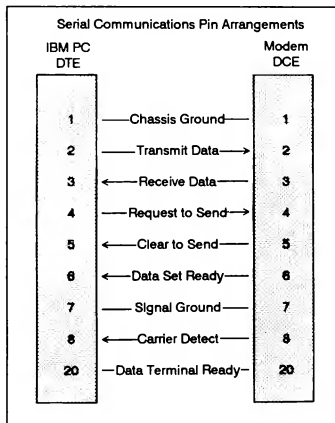 Serial Communications Pin Arrangements
IBM PC Modem
DTE DCE
1 Chassis Ground 1
2 Transmit Data 2
3 Receive Data 3
4 Request to Send 4
5 Clear to Send 5
6 Data Set Ready 6
7 Signal Ground 7
8 Carrier Detect 8
20 Data Terminal Ready 20